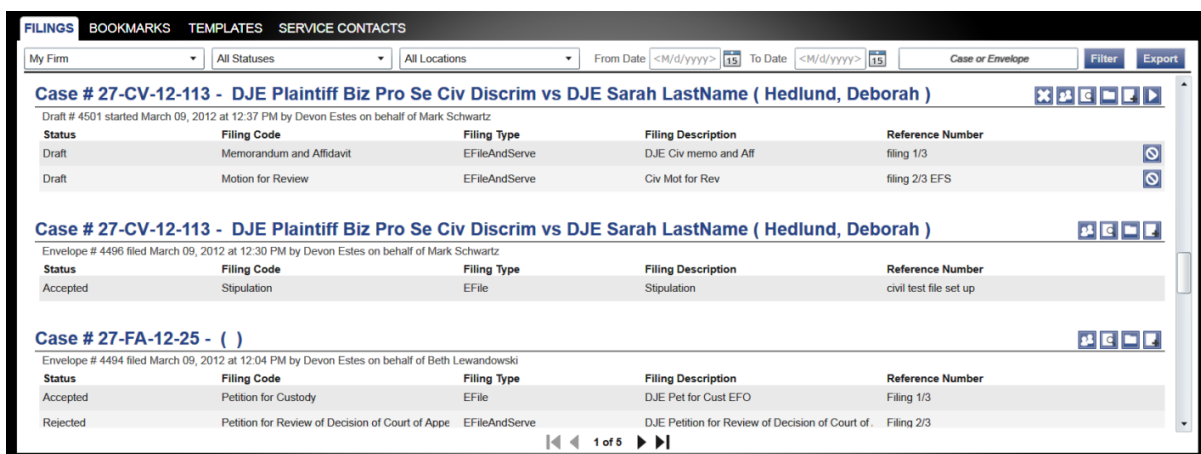 FILINGS BOOKMARKS TEMPLATES SERVICE CONTACTS
My Firm All Statuses All Locations From Date <M/d/yyyy> 15 To Date <M/d/yyyy> 15 Case or Envelope Filter Export
Case # 27-CV-12-113 - DJE Plaintiff Biz Pro Se Civ Discrim vs DJE Sarah LastName ( Hedlund, Deborah )
Draft # 4501 started March 09, 2012 at 12:37 PM by Devon Estes on behalf of Mark Schwartz
Status Filing Code Filing Type Filing Description Reference Number
Draft Memorandum and Affidavit EFileAndServe DJE Civ memo and Aff filing 1/3
Draft Motion for Review EFileAndServe Civ Mot for Rev filing 2/3 EFS
Case # 27-CV-12-113 - DJE Plaintiff Biz Pro Se Civ Discrim vs DJE Sarah LastName ( Hedlund, Deborah )
Envelope # 4496 filed March 09, 2012 at 12:30 PM by Devon Estes on behalf of Mark Schwartz
Status Filing Code Filing Type Filing Description Reference Number
Accepted Stipulation EFile Stipulation civil test file set up
Case # 27-FA-12-25 - ( )
Envelope # 4494 filed March 09, 2012 at 12:04 PM by Devon Estes on behalf of Beth Lewandowski
Status Filing Code Filing Type Filing Description Reference Number
Accepted Petition for Custody EFile DJE Pet for Cust EFO Filing 1/3
Rejected Petition for Review of Decision of Court of Appe EFileAndServe DJE Petition for Review of Decision of Court of . Filing 2/3
1 of 5